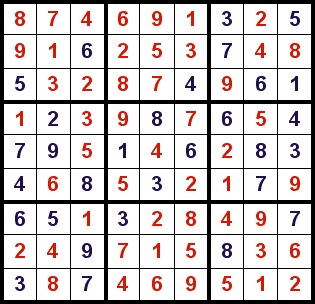 8 7 4 6 9 1 3 2 5
9 1 6 2 5 3 7 4 8
5 3 2 8 7 4 9 6 1
1 2 3 9 8 7 6 5 4
7 9 5 1 4 6 2 8 3
4 6 8 5 3 2 1 7 9
6 5 1 3 2 8 4 9 7
2 4 9 7 1 5 8 3 6
3 8 7 4 6 9 5 1 2